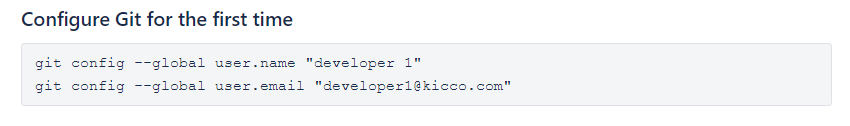 Configure Git for the first time
git config --global user.name "developer 1"
git config --global user.email "developer1@kicco.com"